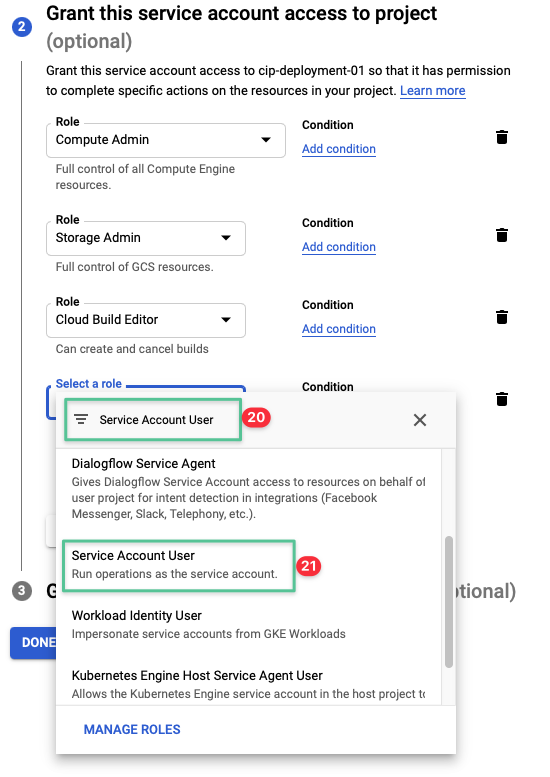 2
Grant this service account access to project
(optional)
Grant this service account access to cip-deployment-01 so that it has permission
to complete specific actions on the resources in your project. Learn more
Role
Compute Admin
Condition
Add condition
Full control of all Compute Engine
resources.
Role
Storage Admin
Condition
Add condition
Full control of GCS resources.
Role
Cloud Build Editor
Condition
Add condition
Can create and cancel builds
Select a role
Condition
Service Account User
20
Dialogflow Service Agent
Gives Dialogflow Service Account access to resources on behalf of
user project for intent detection in integrations (Facebook
Messenger, Slack, Telephony, etc.).
Service Account User
Run operations as the service account.
21
Workload Identity User
Impersonate service accounts from GKE Workloads
Kubernetes Engine Host Service Agent User
Allows the Kubernetes Engine service account in the host project to
MANAGE ROLES
3
G
tional)
DONE